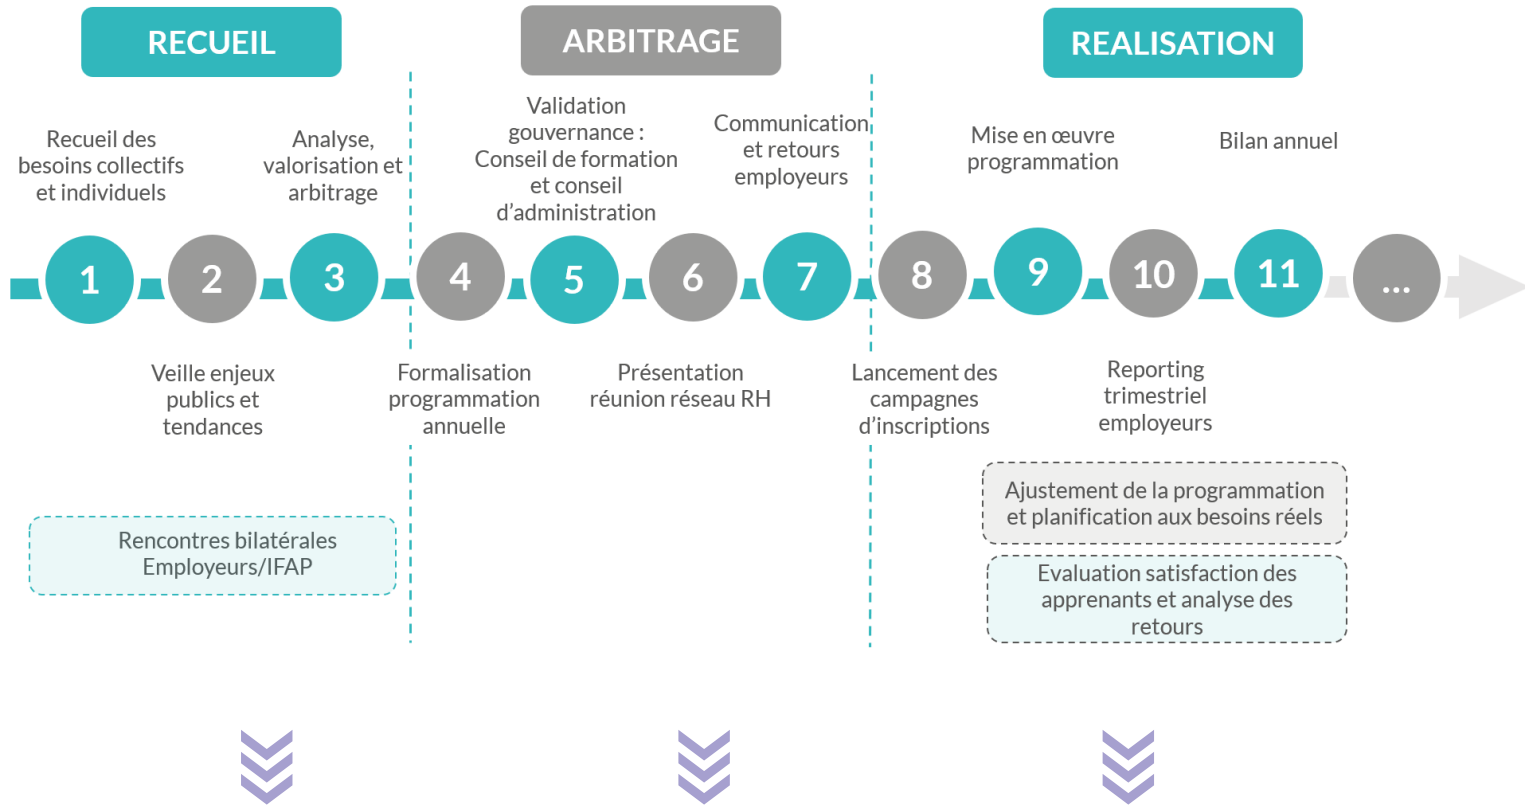 RECUEIL
ARBITRAGE
REALISATION
Recueil des
besoins collectifs
et individuels
Analyse,
valorisation et
arbitrage
Validation
gouvernance :
Conseil de formation
et conseil
d’administration
Communication
et retours
employeurs
Mise en œuvre
programmation
Bilan annuel
1
2
3
4
5
6
7
8
9
10
11
...
Veille enjeux
publics et
tendances
Formalisation
programmation
annuelle
Présentation
réunion réseau RH
Lancement des
campagnes
d’inscriptions
Reporting
trimestriel
employeurs
Rencontres bilatérales
Employeurs/IFAP
Ajustement de la programmation
et planification aux besoins réels
Evaluation satisfaction des
apprenants et analyse des
retours